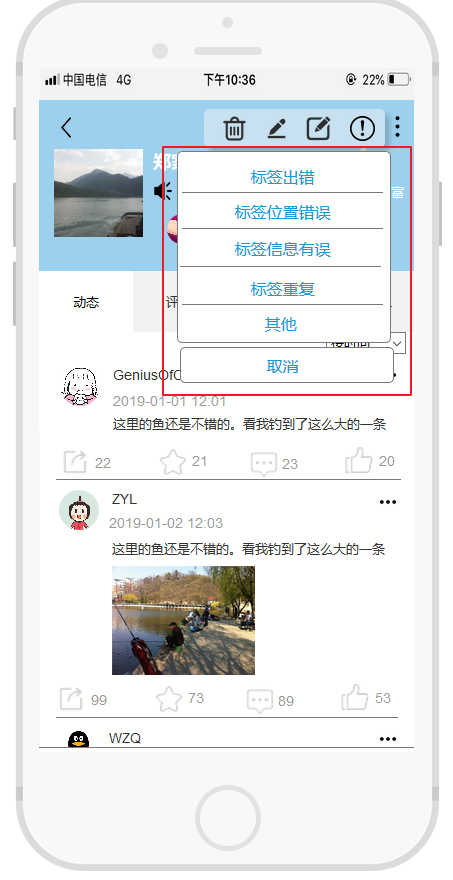 中国电信 4G 下午10:36 22%
郑
富
标签出错
标签位置错误
标签信息有误
标签重复
其他
取消
动态 评
按时间
GeniusOf
2019-01-01 12:01
这里的鱼还是不错的。看我钓到了这么大的一条
22 21 23 20
ZYL
2019-01-02 12:03
这里的鱼还是不错的。看我钓到了这么大的一条
99 73 89 53
WZQ